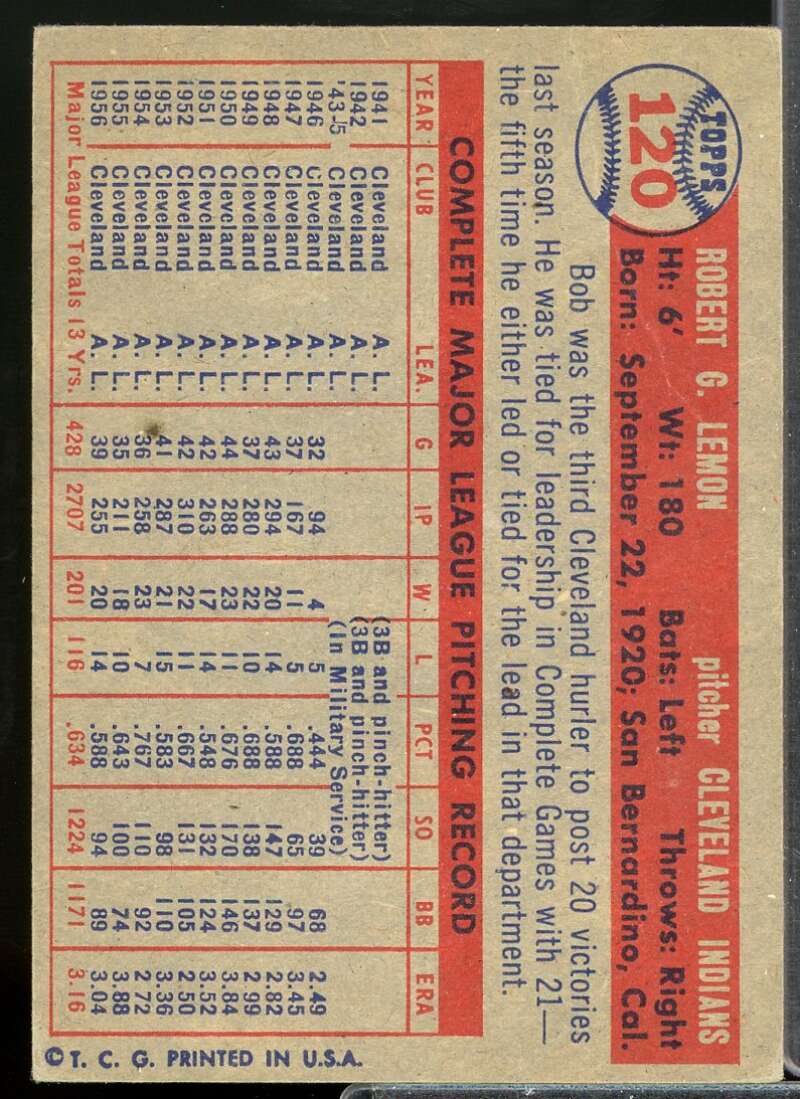 TOPPS
120
ROBERT G. LEMON pitcher CLEVELAND INDIANS
Ht: 6' Wt: 180 Bats: Left Throws: Right
Born: September 22, 1920; San Bernardino, Cal.
Bob was the third Cleveland hurler to post 20 victories
last season. He was tied for leadership in Complete Games with 21—
the fifth time he either led or tied for the lead in that department.
COMPLETE MAJOR LEAGUE PITCHING RECORD
YEAR CLUB LEA. G IP W L PCT SO BB ERA
1941 Cleveland A. L. (3B and pinch-hitter)
1942 Cleveland A. L. (3B and pinch-hitter)
'43-5 Cleveland A. L. (In Military Service)
1946 Cleveland A. L. 32 94 4 5 .444 39 68 2.49
1947 Cleveland A. L. 37 167 11 5 .688 65 97 3.45
1948 Cleveland A. L. 43 294 20 14 .588 147 129 2.82
1949 Cleveland A. L. 37 280 22 10 .688 138 137 2.99
1950 Cleveland A. L. 44 288 23 11 .676 170 146 3.84
1951 Cleveland A. L. 42 263 17 14 .548 132 124 3.52
1952 Cleveland A. L. 42 310 22 11 .667 131 105 2.50
1953 Cleveland A. L. 41 287 21 15 .583 98 110 3.36
1954 Cleveland A. L. 36 258 23 7 .767 110 92 2.72
1955 Cleveland A. L. 35 211 18 10 .643 100 74 3.88
1956 Cleveland A. L. 39 255 20 14 .588 94 89 3.04
Major League Totals 13 Yrs. 428 2707 201 116 .634 1224 1171 3.16
© T. C. G. PRINTED IN U.S.A.